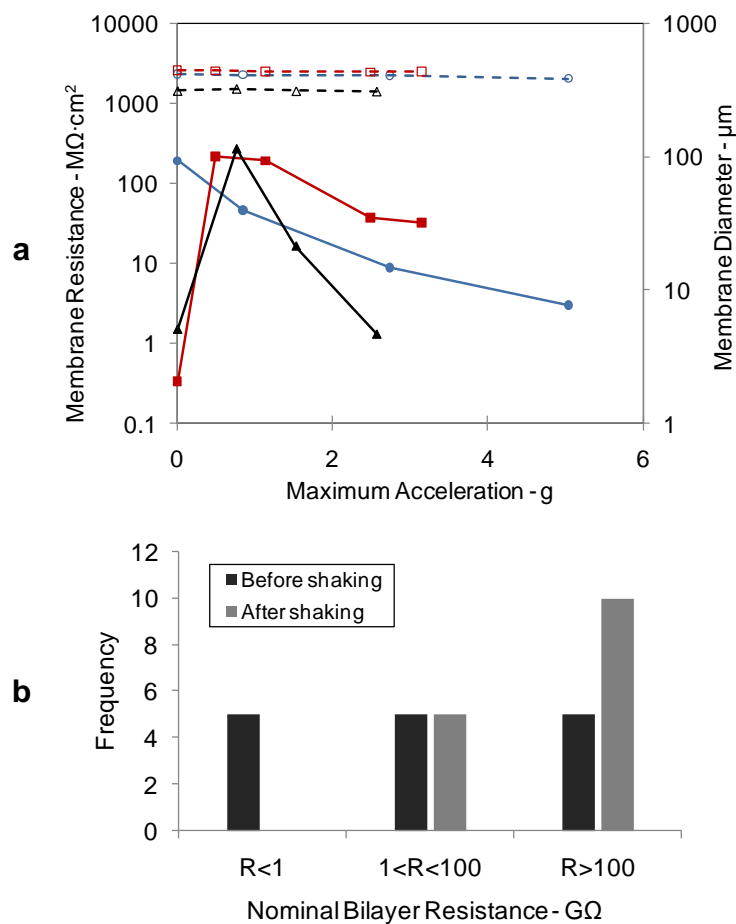 a
Membrane Resistance - MΩ·cm²
10000
1000
100
10
1
0.1
Membrane Diameter - µm
1000
100
10
1
0 2 4 6
Maximum Acceleration - g
b
Frequency
12
10
8
6
4
2
0
Before shaking
After shaking
R<1 1<R<100 R>100
Nominal Bilayer Resistance - GΩ